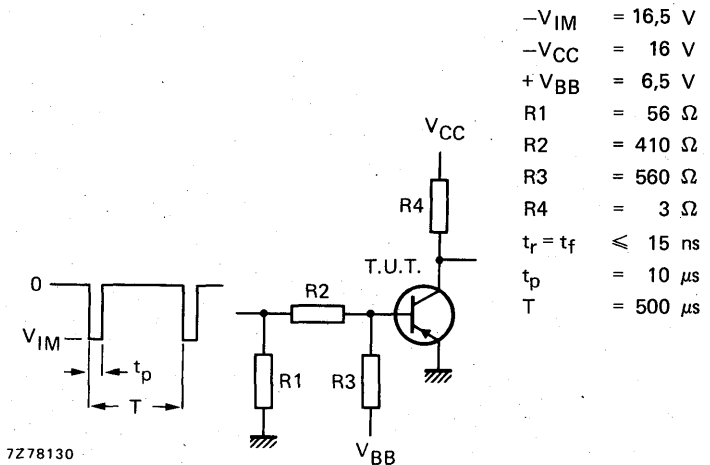 −V_IM = 16,5 V
−V_CC = 16 V
+V_BB = 6,5 V
R1 = 56 Ω
R2 = 410 Ω
R3 = 560 Ω
R4 = 3 Ω
t_r = t_f ⩽ 15 ns
t_p = 10 μs
T = 500 μs
V_CC
R4
T.U.T.
0
R2
V_IM
t_p
R1
R3
T
V_BB
7Z78130